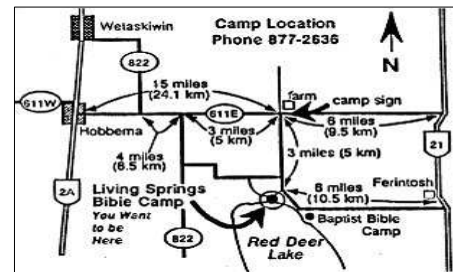 Wetaskiwin
Camp Location
Phone 877-2636
822
N
15 miles
(24.1 km)
farm
camp sign
611W
611E
Hobbema
3 miles
(5 km)
6 miles
(9.5 km)
21
4 miles
(6.5 km)
3 miles (5 km)
2A
Living Springs
Bible Camp
You Want
to be
Here
6 miles
(10.5 km)
Ferintosh
Baptist Bible
Camp
822
Red Deer
Lake